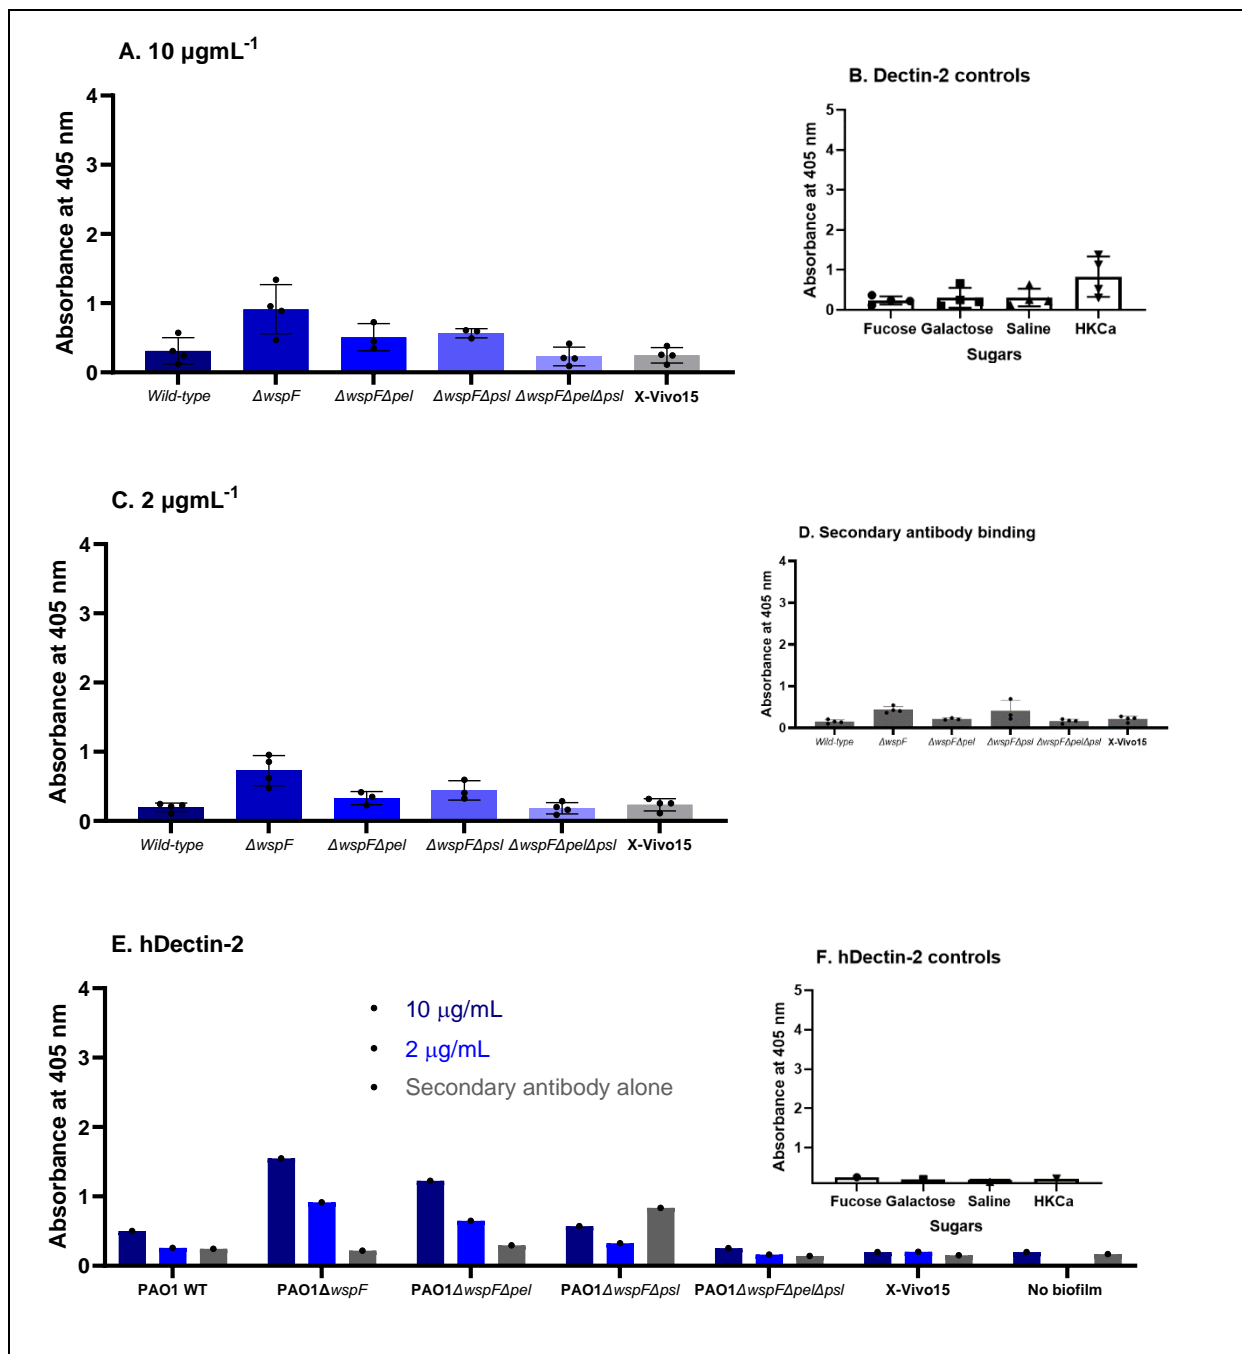 A. 10 µgmL-1
Absorbance at 405 nm
4
3
2
1
0
Wild-type ΔwspF ΔwspFΔpel ΔwspFΔpsl ΔwspFΔpelΔpsl X-Vivo15
B. Dectin-2 controls
Absorbance at 405 nm
5
4
3
2
1
0
Fucose Galactose Saline HKCa
Sugars
C. 2 µgmL-1
Absorbance at 405 nm
4
3
2
1
0
Wild-type ΔwspF ΔwspFΔpel ΔwspFΔpsl ΔwspFΔpelΔpsl X-Vivo15
D. Secondary antibody binding
Absorbance at 405 nm
4
3
2
1
0
Wild-type ΔwspF ΔwspFΔpel ΔwspFΔpsl ΔwspFΔpelΔpsl X-Vivo15
E. hDectin-2
Absorbance at 405 nm
4
3
2
1
0
10 µg/mL
2 µg/mL
Secondary antibody alone
PAO1 WT PAO1ΔwspF PAO1ΔwspFΔpel PAO1ΔwspFΔpsl PAO1ΔwspFΔpelΔpsl X-Vivo15 No biofilm
F. hDectin-2 controls
Absorbance at 405 nm
5
4
3
2
1
Fucose Galactose Saline HKCa
Sugars